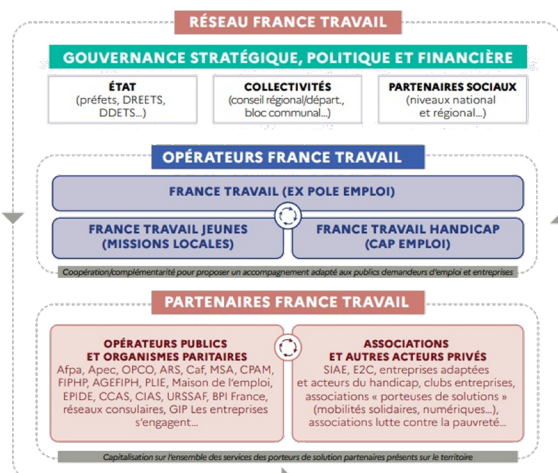 RÉSEAU FRANCE TRAVAIL
GOUVERNANCE STRATÉGIQUE, POLITIQUE ET FINANCIÈRE
ÉTAT
(préfets, DREETS,
DDETS...)
COLLECTIVITÉS
(conseil régional/départ.,
bloc communal...)
PARTENAIRES SOCIAUX
(niveaux national
et régional...)
OPÉRATEURS FRANCE TRAVAIL
FRANCE TRAVAIL (EX POLE EMPLOI)
FRANCE TRAVAIL JEUNES
(MISSIONS LOCALES)
FRANCE TRAVAIL HANDICAP
(CAP EMPLOI)
Coopération/complémentarité pour proposer un accompagnement adapté aux publics demandeurs d'emploi et entreprises
PARTENAIRES FRANCE TRAVAIL
OPÉRATEURS PUBLICS
ET ORGANISMES PARITAIRES
Afpa, Apec, OPCO, ARS, Caf, MSA, CPAM,
FIPHP, AGEFIPH, PLIE, Maison de l'emploi,
EPIDE, CCAS, CIAS, URSSAF, BPI France,
réseaux consulaires, GIP Les entreprises
s'engagent...
ASSOCIATIONS
ET AUTRES ACTEURS PRIVÉS
SIAE, E2C, entreprises adaptées
et acteurs du handicap, clubs entreprises,
associations « porteuses de solutions »
(mobilités solidaires, numériques...),
associations lutte contre la pauvreté...
Capitalisation sur l'ensemble des services des porteurs de solution partenaires présents sur le territoire